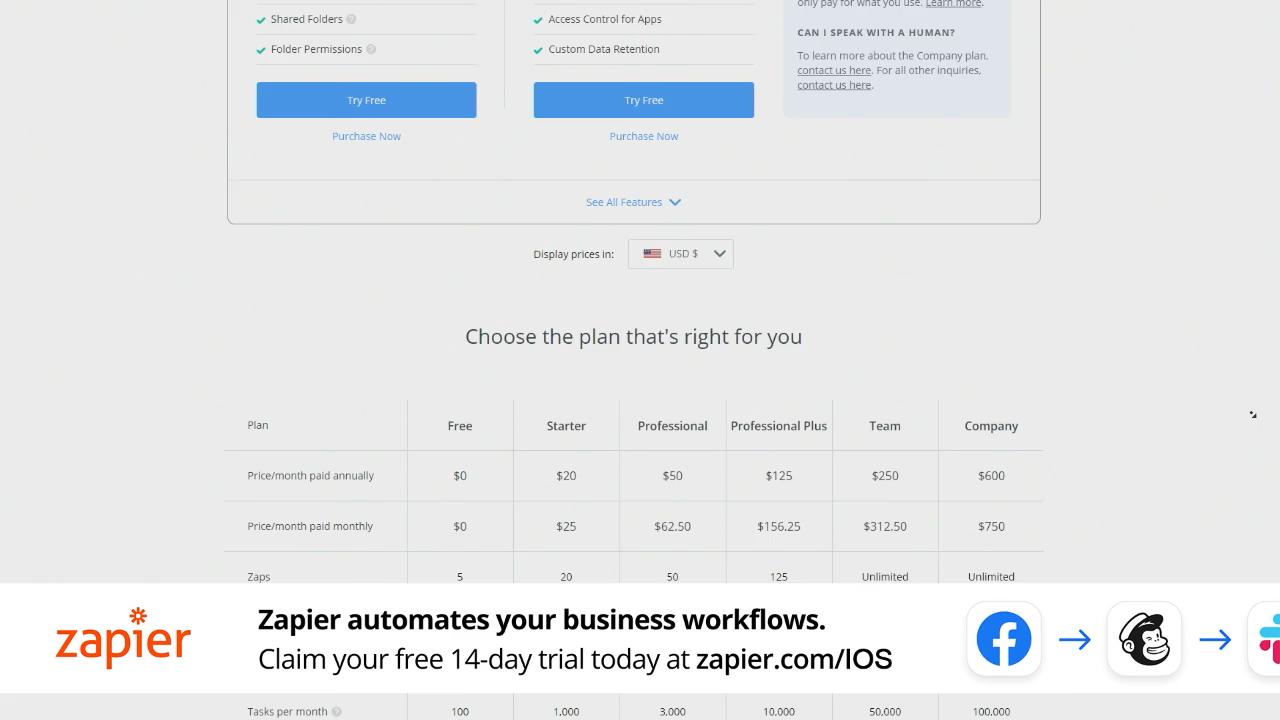 Shared Folders
Folder Permissions
Try Free
Purchase Now
Access Control for Apps
Custom Data Retention
Try Free
Purchase Now
only pay for what you use. Learn more.
CAN I SPEAK WITH A HUMAN?
To learn more about the Company plan.
contact us here. For all other inquiries,
contact us here.
See All Features
Display prices in: USD $
Choose the plan that's right for you
Plan Free Starter Professional Professional Plus Team Company
Price/month paid annually $0 $20 $50 $125 $250 $600
Price/month paid monthly $0 $25 $62.50 $156.25 $312.50 $750
Zaps 5 20 50 125 Unlimited Unlimited
zapier
Zapier automates your business workflows.
Claim your free 14-day trial today at zapier.com/IOS
Tasks per month 100 1,000 3,000 10,000 50,000 100,000